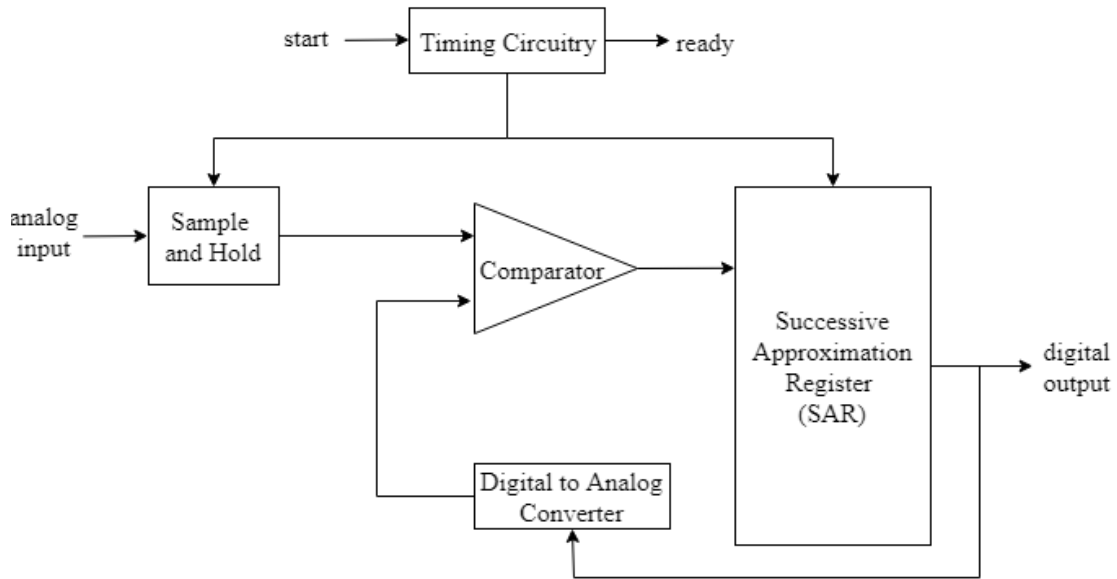 start
Timing Circuitry
ready
analog
input
Sample
and Hold
Comparator
Successive
Approximation
Register
(SAR)
digital
output
Digital to Analog
Converter